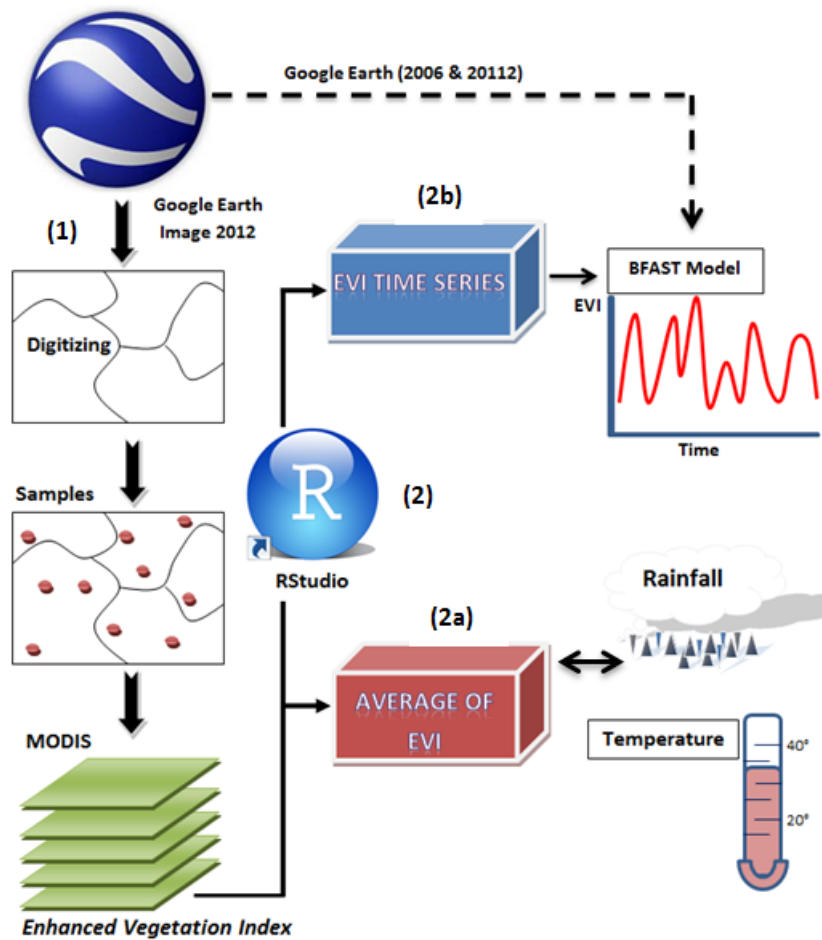 Google Earth (2006 & 20112)
(1)
Google Earth
Image 2012
(2b)
EVI TIME SERIES
BFAST Model
EVI
Digitizing
Time
Samples
R
(2)
RStudio
Rainfall
(2a)
AVERAGE OF
EVI
MODIS
Temperature
40°
20°
Enhanced Vegetation Index